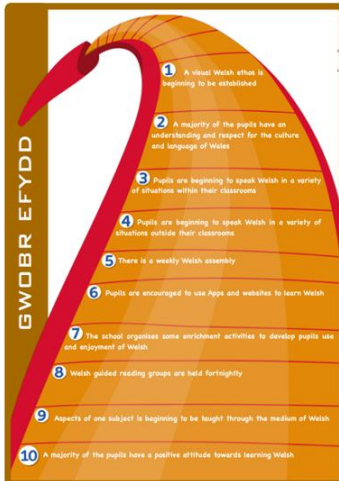 GWOBR EFYDD
1 A visual Welsh ethos is
beginning to be established
2 A majority of the pupils have an
understanding and respect for the culture
and language of Wales
3 Pupils are beginning to speak Welsh in a variety
of situations within their classrooms
4 Pupils are beginning to speak Welsh in a variety of
situations outside their classrooms
5 There is a weekly Welsh assembly
6 Pupils are encouraged to use Apps and websites to learn Welsh
7 The school organises some enrichment activities to develop pupils use
and enjoyment of Welsh
8 Welsh guided reading groups are held fortnightly
9 Aspects of one subject is beginning to be taught through the medium of Welsh
10 A majority of the pupils have a positive attitude towards learning Welsh